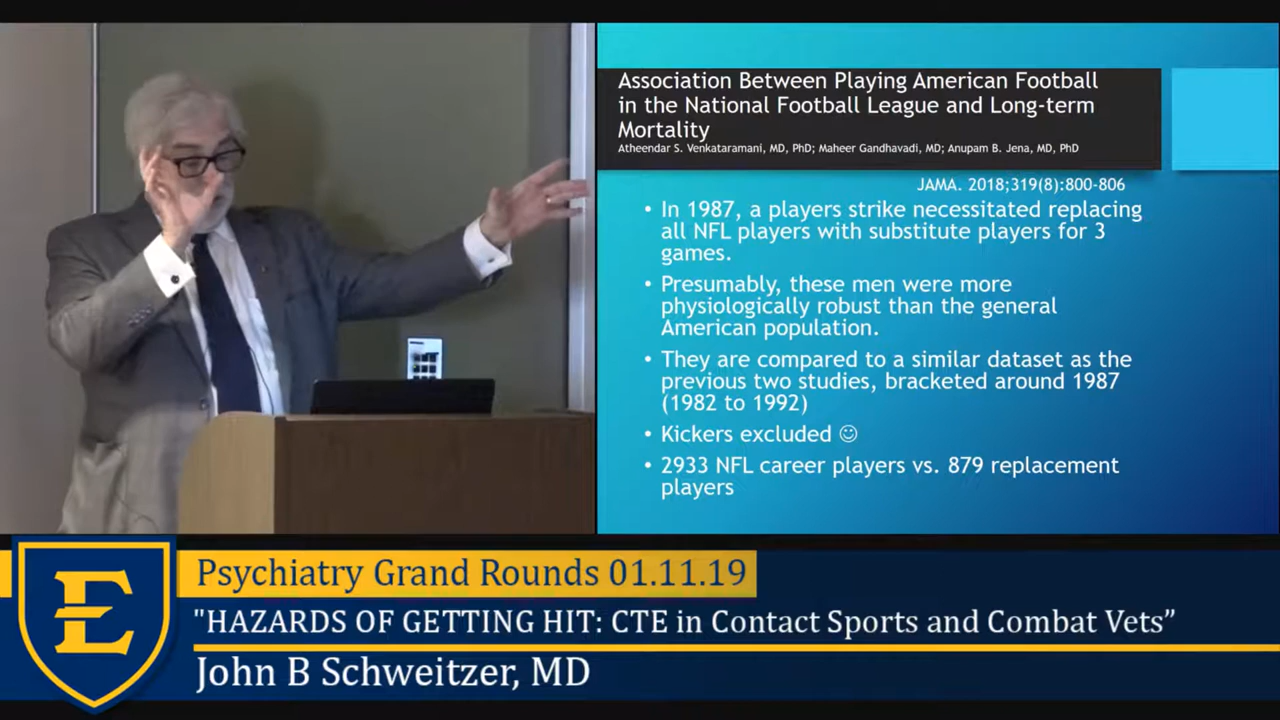 Association Between Playing American Football
in the National Football League and Long-term
Mortality
Atheendar S. Venkataramani, MD, PhD; Maheer Gandhavadi, MD; Anupam B. Jena, MD, PhD
JAMA. 2018;319(8):800-806
• In 1987, a players strike necessitated replacing
all NFL players with substitute players for 3
games.
• Presumably, these men were more
physiologically robust than the general
American population.
• They are compared to a similar dataset as the
previous two studies, bracketed around 1987
(1982 to 1992)
• Kickers excluded ☺
• 2933 NFL career players vs. 879 replacement
players
E
Psychiatry Grand Rounds 01.11.19
"HAZARDS OF GETTING HIT: CTE in Contact Sports and Combat Vets”
John B Schweitzer, MD